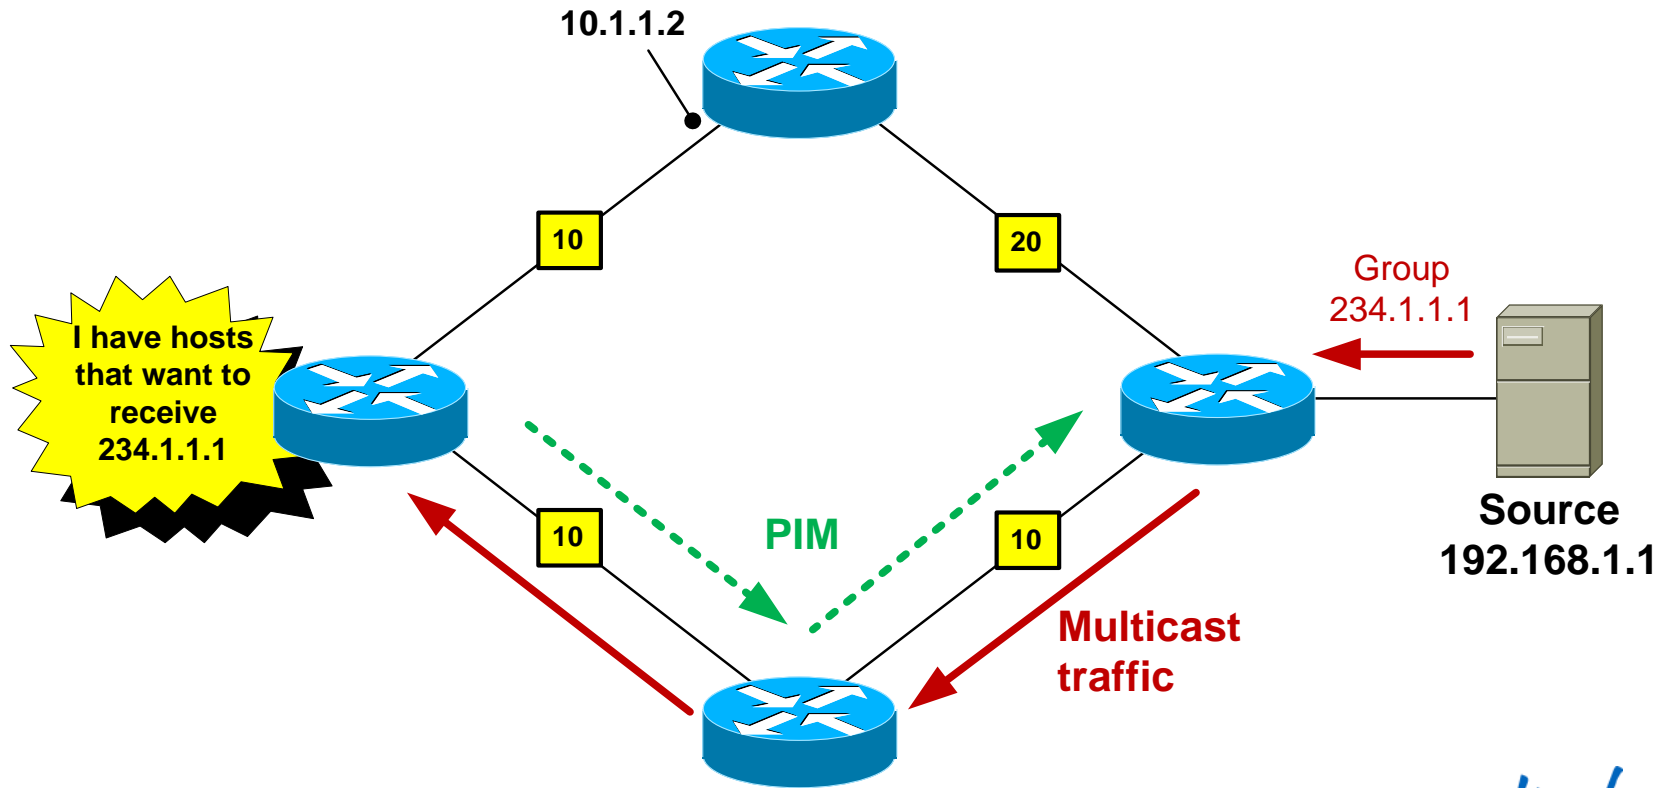 10.1.1.2
10
20
Group
234.1.1.1
I have hosts
that want to
receive
234.1.1.1
PIM
10
10
Source
192.168.1.1
Multicast
traffic